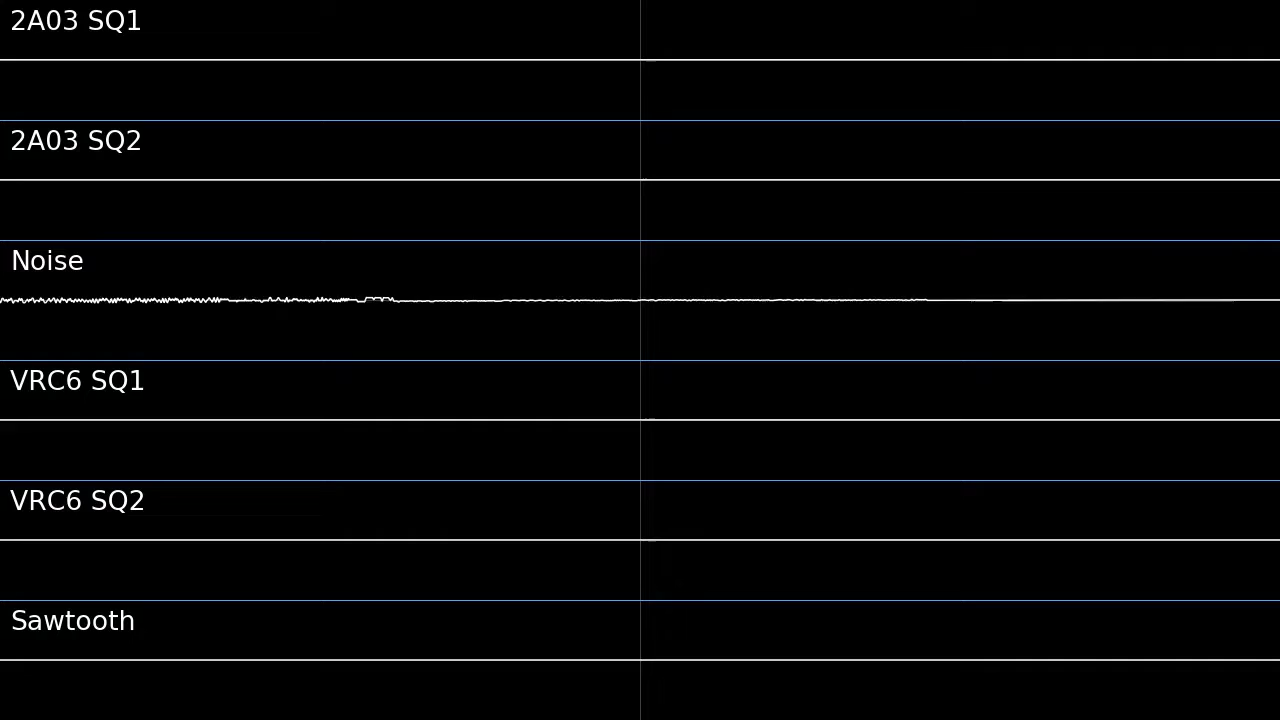 2A03 SQ1
2A03 SQ2
Noise
VRC6 SQ1
VRC6 SQ2
Sawtooth